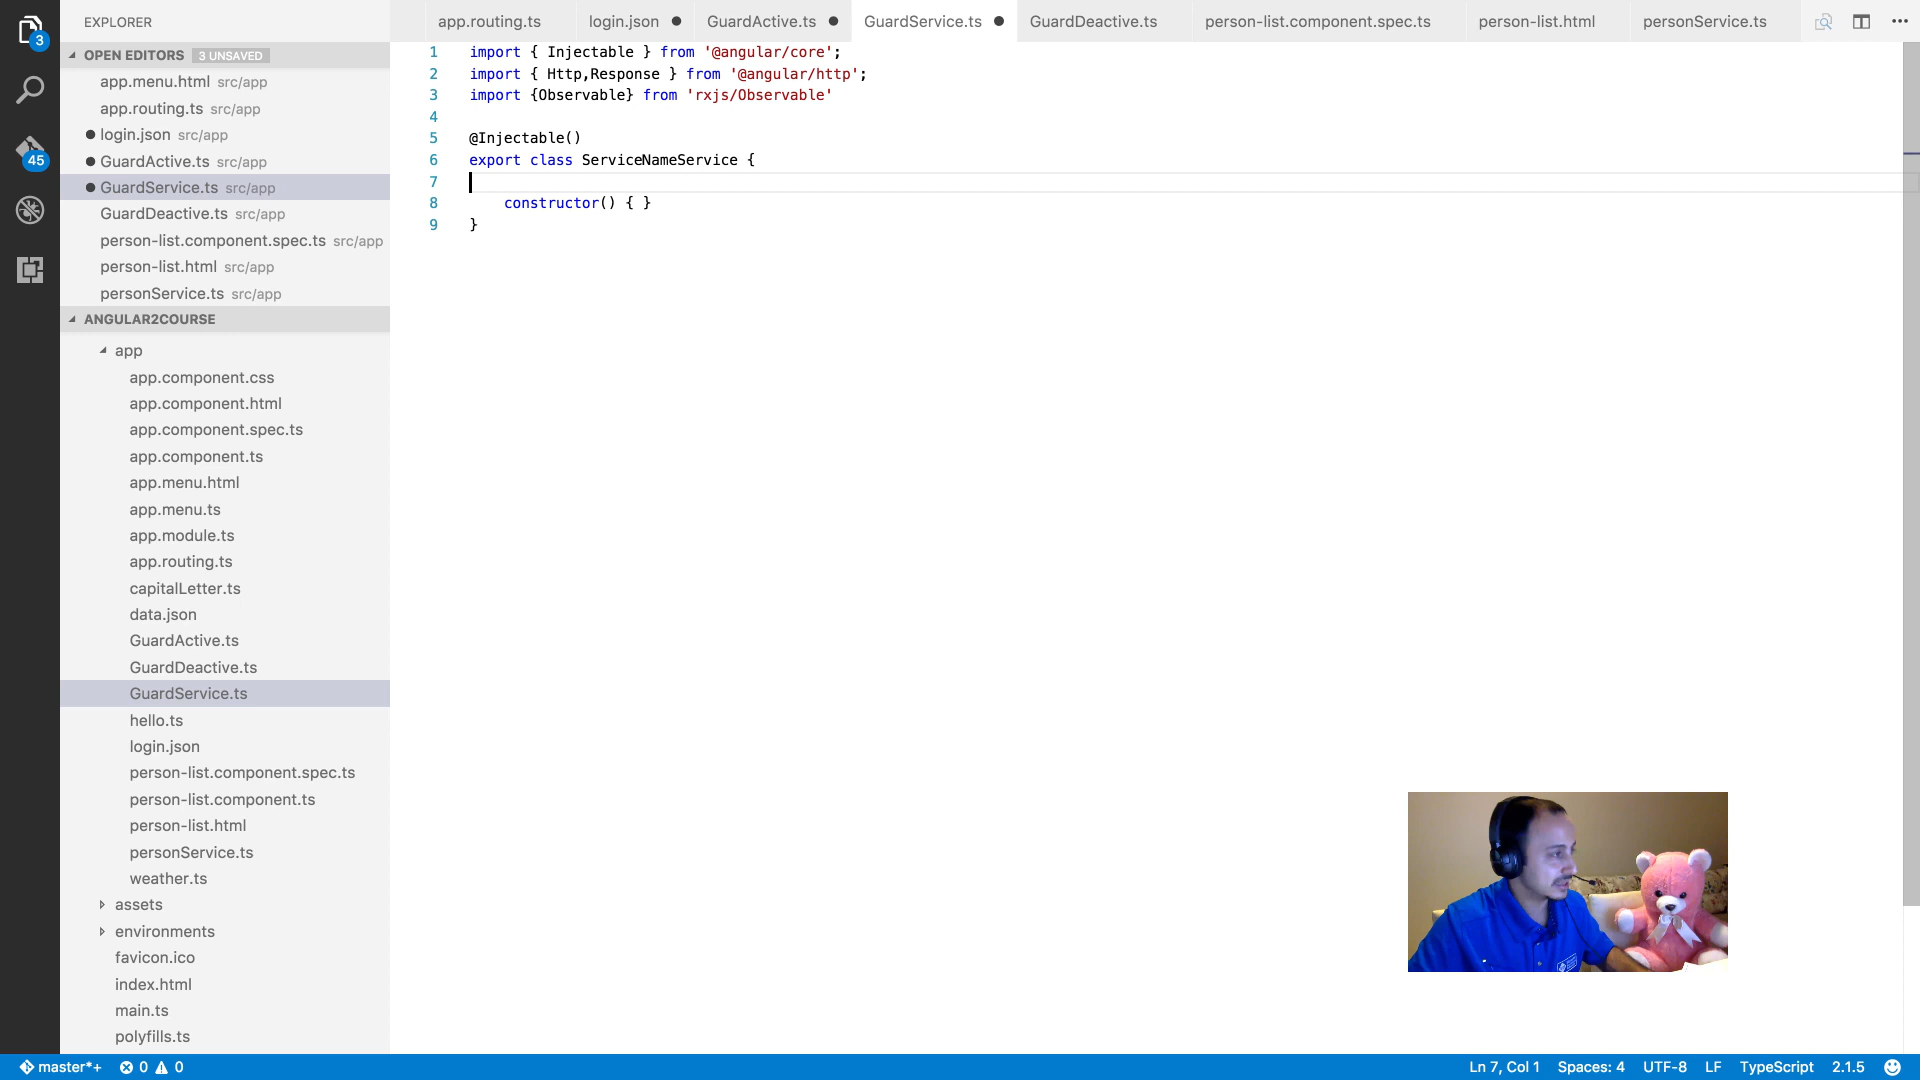 EXPLORER
OPEN EDITORS 3 UNSAVED
app.menu.html src/app
app.routing.ts src/app
login.json src/app
GuardActive.ts src/app
GuardService.ts src/app
GuardDeactive.ts src/app
person-list.component.spec.ts src/app
person-list.html src/app
personService.ts src/app
ANGULAR2COURSE
app
app.component.css
app.component.html
app.component.spec.ts
app.component.ts
app.menu.html
app.menu.ts
app.module.ts
app.routing.ts
capitalLetter.ts
data.json
GuardActive.ts
GuardDeactive.ts
GuardService.ts
hello.ts
login.json
person-list.component.spec.ts
person-list.component.ts
person-list.html
personService.ts
weather.ts
assets
environments
favicon.ico
index.html
main.ts
polyfills.ts
3
45
app.routing.ts login.json GuardActive.ts GuardService.ts GuardDeactive.ts person-list.component.spec.ts person-list.html personService.ts
1 import { Injectable } from '@angular/core';
2 import { Http,Response } from '@angular/http';
3 import {Observable} from 'rxjs/Observable'
4
5 @Injectable()
6 export class ServiceNameService {
7
8 constructor() { }
9 }
master*+ 0 0 Ln 7, Col 1 Spaces: 4 UTF-8 LF TypeScript 2.1.5